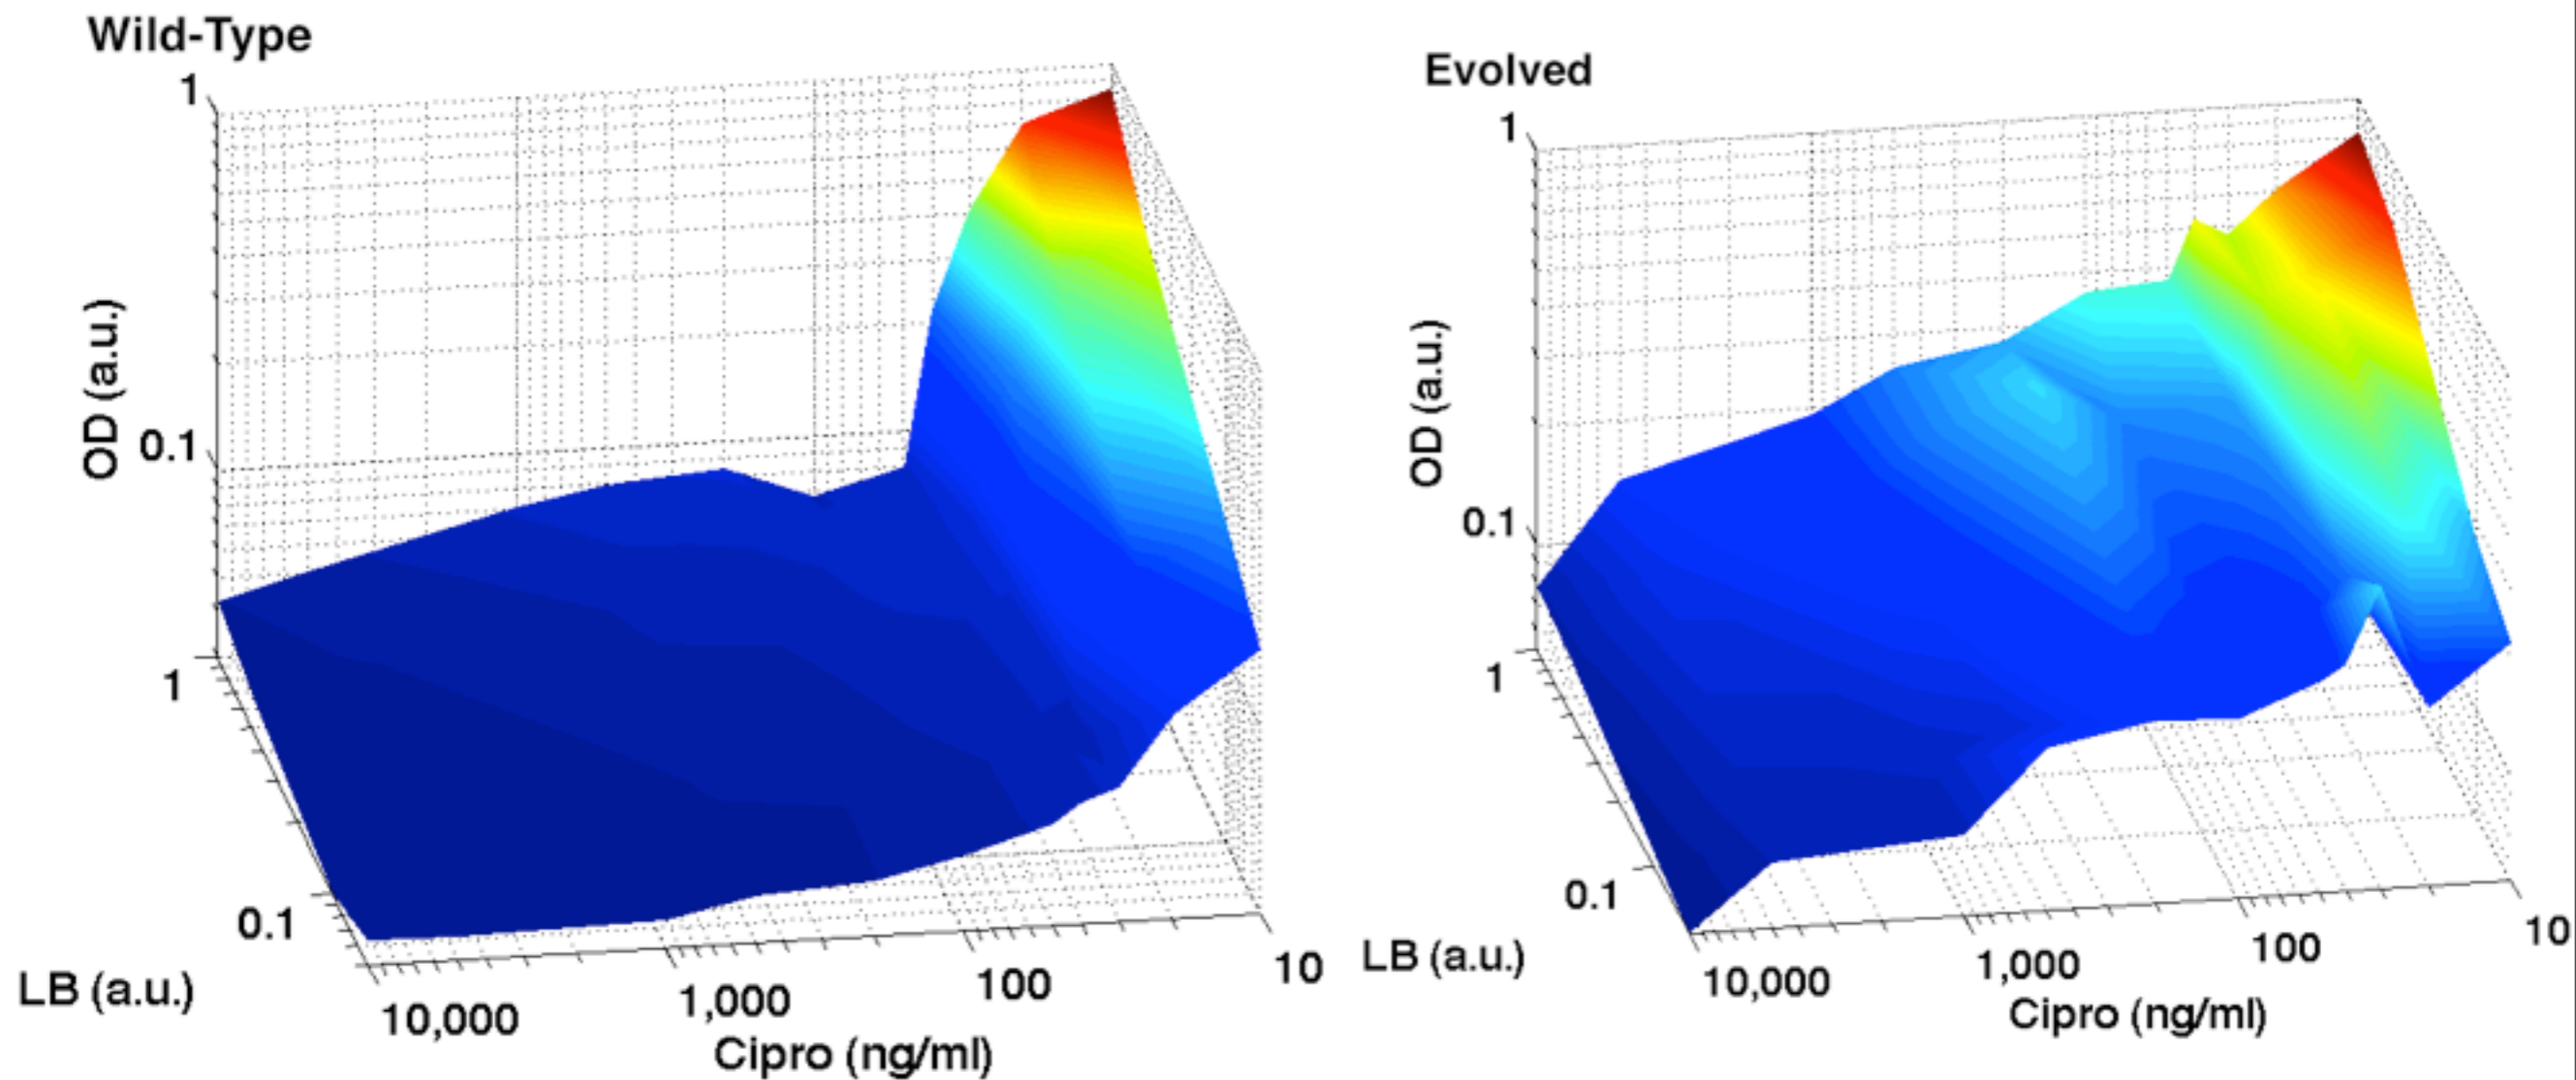 Wild-Type
1
OD (a.u.)
0.1
1
0.1
LB (a.u.)
10,000
1,000
100
10
Cipro (ng/ml)
Evolved
1
OD (a.u.)
0.1
1
0.1
LB (a.u.)
10,000
1,000
100
10
Cipro (ng/ml)